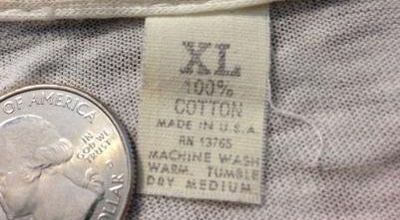 XL
100%
COTTON
MADE IN U.S.A.
RN 13765
MACHINE WASH
WARM. TUMBLE
DRY MEDIUM.
OF AMERICA
IN
GOD WE
TRUST
DOLLAR